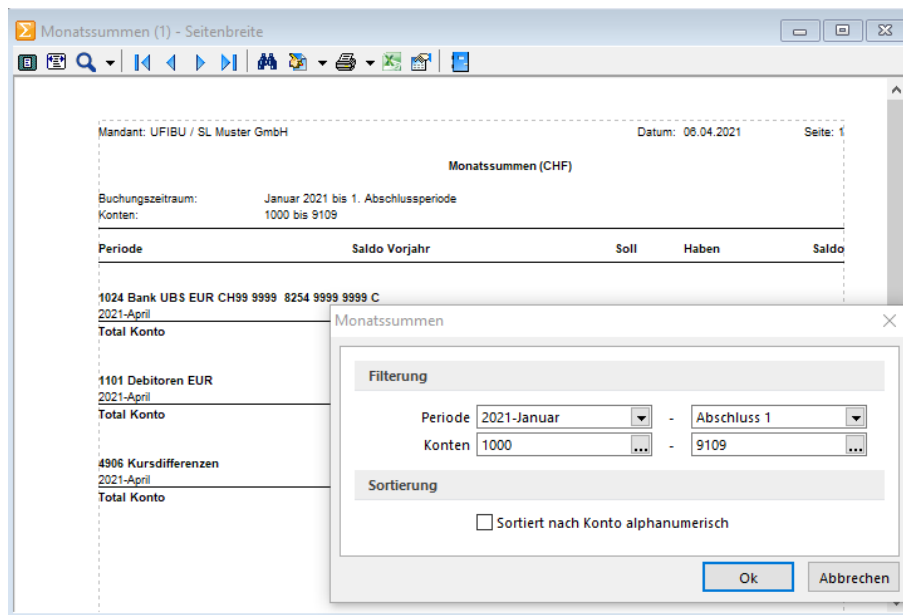 Monatssummen (1) - Seitenbreite
Mandant: UFIBU / SL Muster GmbH Datum: 06.04.2021 Seite: 1
Monatssummen (CHF)
Buchungszeitraum: Januar 2021 bis 1. Abschlussperiode
Konten: 1000 bis 9109
Periode Saldo Vorjahr Soll Haben Saldo
1024 Bank UBS EUR CH99 9999 8254 9999 9999 C
2021-April
Total Konto
1101 Debitoren EUR
2021-April
Total Konto
4906 Kursdifferenzen
2021-April
Total Konto
Monatssummen
Filterung
Periode 2021-Januar - Abschluss 1
Konten 1000 ... - 9109 ...
Sortierung
Sortiert nach Konto alphanumerisch
Ok Abbrechen